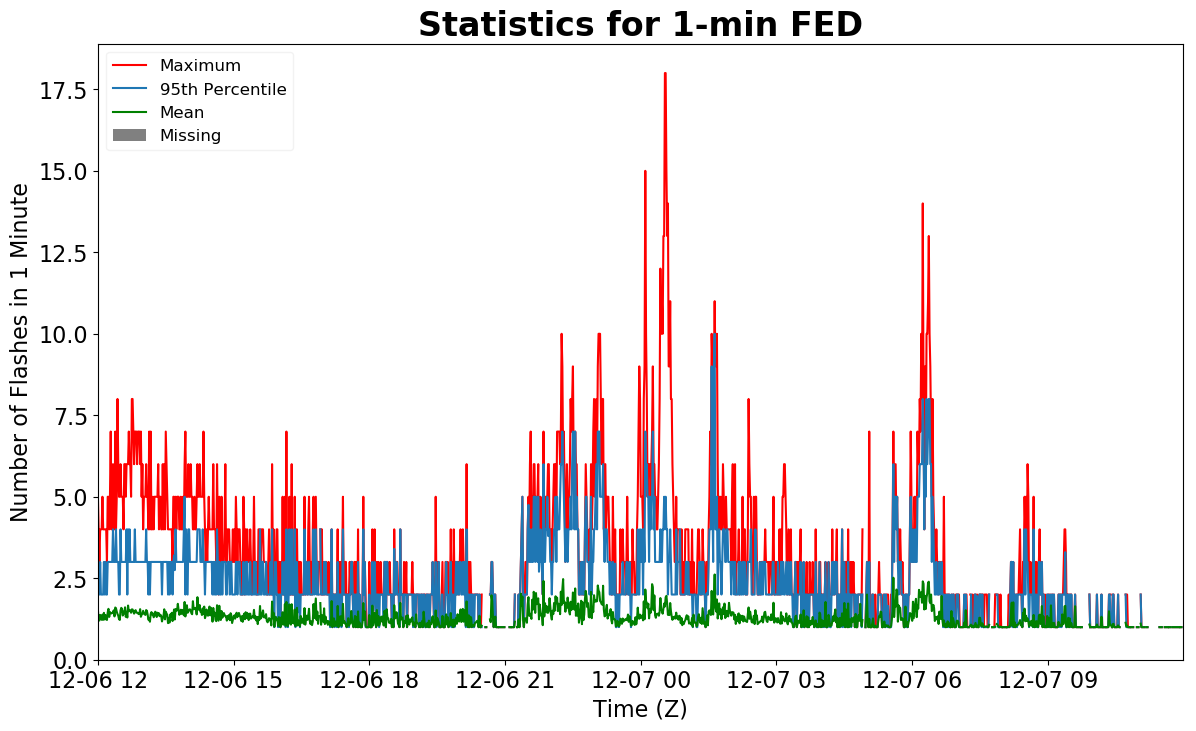 Statistics for 1-min FED
Maximum
95th Percentile
Mean
Missing
Number of Flashes in 1 Minute
17.5
15.0
12.5
10.0
7.5
5.0
2.5
0.0
12-06 12 12-06 15 12-06 18 12-06 21 12-07 00 12-07 03 12-07 06 12-07 09
Time (Z)